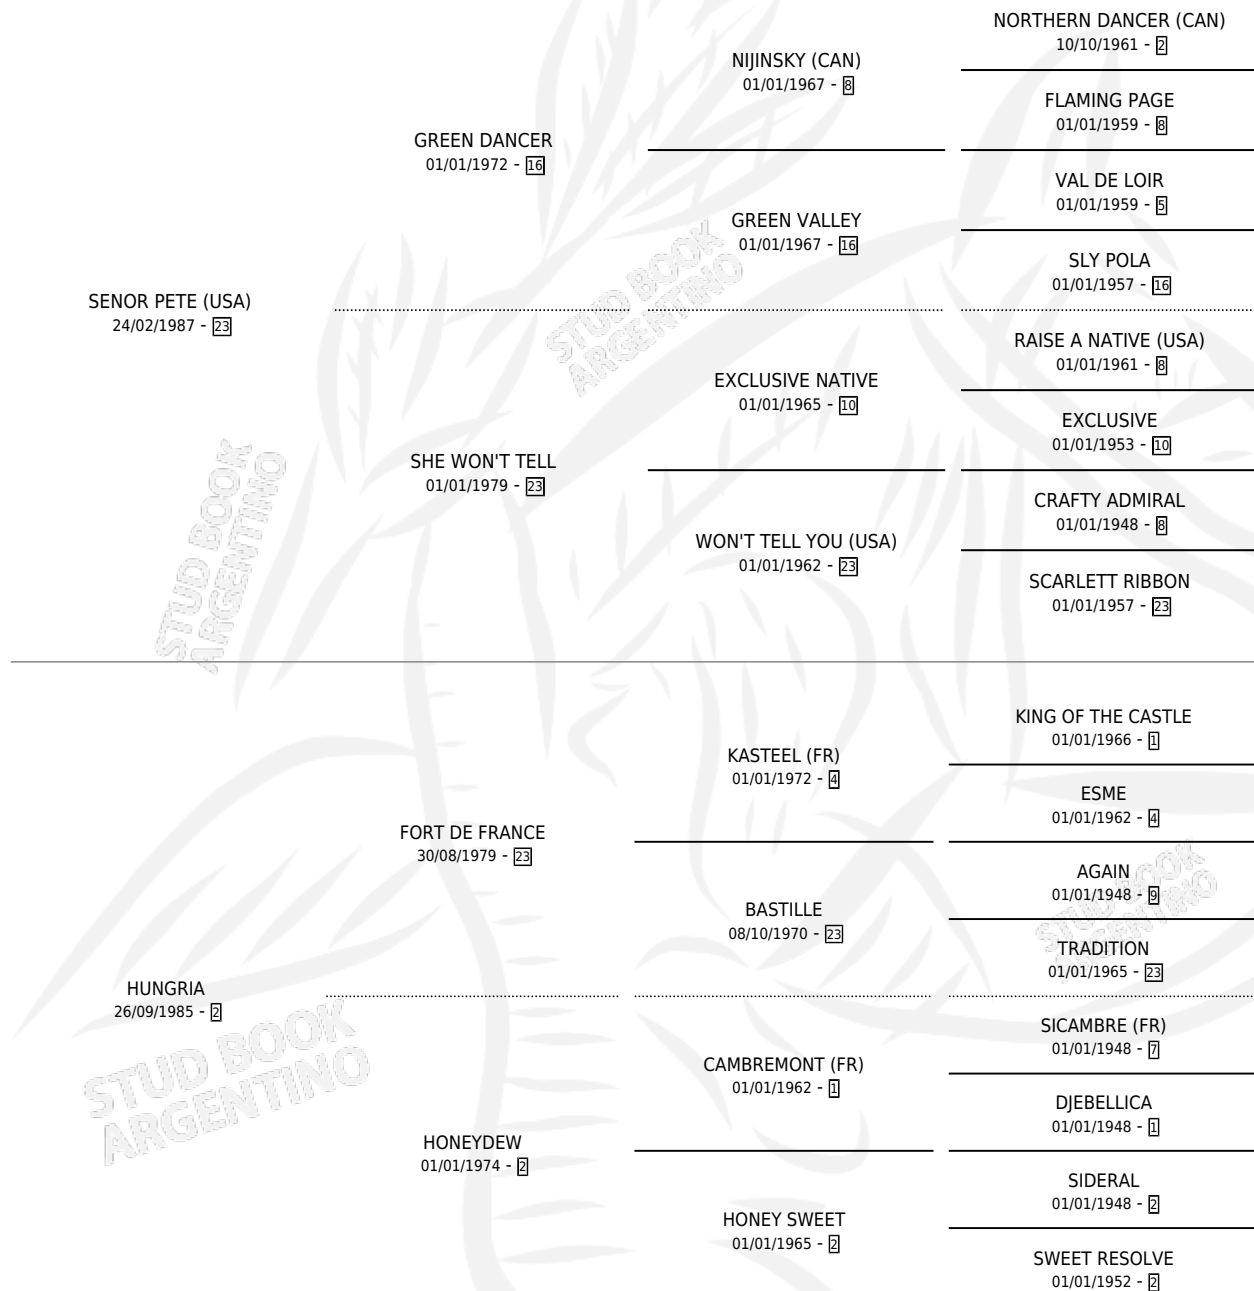 NORTHERN DANCER (CAN)
10/10/1961 - 2
NIJINSKY (CAN)
01/01/1967 - 8
FLAMING PAGE
01/01/1959 - 8
GREEN DANCER
01/01/1972 - 16
VAL DE LOIR
01/01/1959 - 5
GREEN VALLEY
01/01/1967 - 16
SLY POLA
01/01/1957 - 16
SENOR PETE (USA)
24/02/1987 - 23
RAISE A NATIVE (USA)
01/01/1961 - 8
EXCLUSIVE NATIVE
01/01/1965 - 10
EXCLUSIVE
01/01/1953 - 10
SHE WON'T TELL
01/01/1979 - 23
CRAFTY ADMIRAL
01/01/1948 - 8
WON'T TELL YOU (USA)
01/01/1962 - 23
SCARLETT RIBBON
01/01/1957 - 23
KING OF THE CASTLE
01/01/1966 - 1
KASTEEL (FR)
01/01/1972 - 4
ESME
01/01/1962 - 4
FORT DE FRANCE
30/08/1979 - 23
AGAIN
01/01/1948 - 9
BASTILLE
08/10/1970 - 23
TRADITION
01/01/1965 - 23
HUNGRIA
26/09/1985 - 2
SICAMBRE (FR)
01/01/1948 - 7
CAMBREMONT (FR)
01/01/1962 - 1
DJEBELLICA
01/01/1948 - 1
HONEYDEW
01/01/1974 - 2
SIDERAL
01/01/1948 - 2
HONEY SWEET
01/01/1965 - 2
SWEET RESOLVE
01/01/1952 - 2
STUD BOOK
ARGENTINO
STUD BOOK
ARGENTINO
STUD BOOK
ARGENTINO
STUD BOOK
ARGENTINO